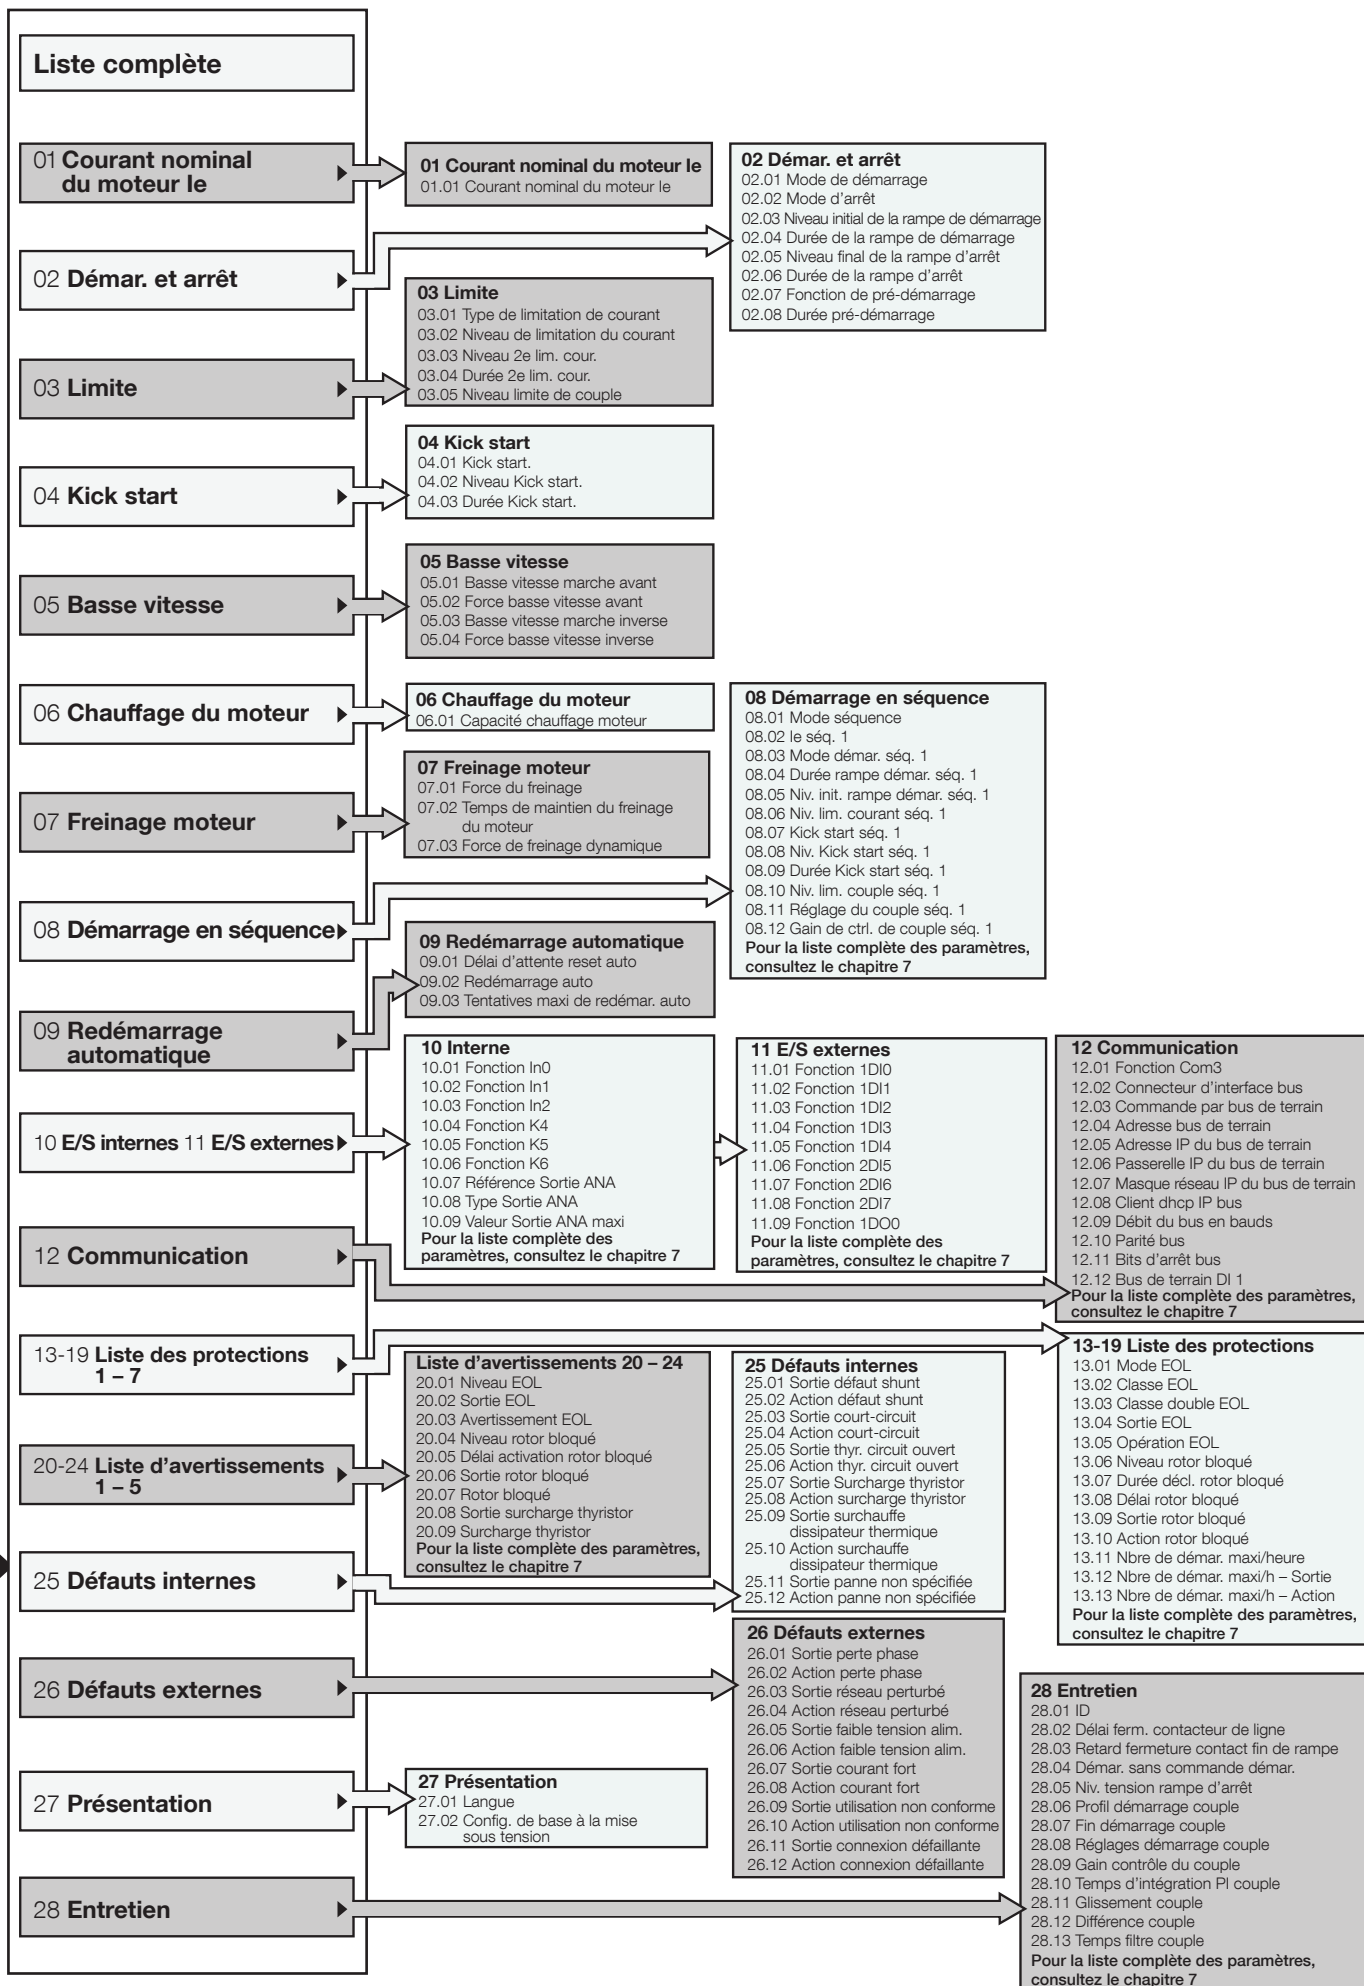 Liste complète
01 Courant nominal
du moteur le
02 Démar. et arrêt
03 Limite
04 Kick start
05 Basse vitesse
06 Chauffage du moteur
07 Freinage moteur
08 Démarrage en séquence
09 Redémarrage
automatique
10 E/S internes 11 E/S externes
12 Communication
13-19 Liste des protections
1 – 7
20-24 Liste d'avertissements
1 – 5
25 Défauts internes
26 Défauts externes
27 Présentation
28 Entretien
01 Courant nominal du moteur le
01.01 Courant nominal du moteur le
02 Démar. et arrêt
02.01 Mode de démarrage
02.02 Mode d'arrêt
02.03 Niveau initial de la rampe de démarrage
02.04 Durée de la rampe de démarrage
02.05 Niveau final de la rampe d'arrêt
02.06 Durée de la rampe d'arrêt
02.07 Fonction de pré-démarrage
02.08 Durée pré-démarrage
03 Limite
03.01 Type de limitation de courant
03.02 Niveau de limitation du courant
03.03 Niveau 2e lim. cour.
03.04 Durée 2e lim. cour.
03.05 Niveau limite de couple
04 Kick start
04.01 Kick start.
04.02 Niveau Kick start.
04.03 Durée Kick start.
05 Basse vitesse
05.01 Basse vitesse marche avant
05.02 Force basse vitesse avant
05.03 Basse vitesse marche inverse
05.04 Force basse vitesse inverse
06 Chauffage du moteur
06.01 Capacité chauffage moteur
07 Freinage moteur
07.01 Force du freinage
07.02 Temps de maintien du freinage
du moteur
07.03 Force de freinage dynamique
08 Démarrage en séquence
08.01 Mode séquence
08.02 le séq. 1
08.03 Mode démar. séq. 1
08.04 Durée rampe démar. séq. 1
08.05 Niv. init. rampe démar. séq. 1
08.06 Niv. lim. courant séq. 1
08.07 Kick start séq. 1
08.08 Niv. Kick start séq. 1
08.09 Durée Kick start séq. 1
08.10 Niv. lim. couple séq. 1
08.11 Réglage du couple séq. 1
08.12 Gain de ctrl. de couple séq. 1
Pour la liste complète des paramètres,
consultez le chapitre 7
09 Redémarrage automatique
09.01 Délai d'attente reset auto
09.02 Redémarrage auto
09.03 Tentatives maxi de redémar. auto
10 Interne
10.01 Fonction In0
10.02 Fonction In1
10.03 Fonction In2
10.04 Fonction K4
10.05 Fonction K5
10.06 Fonction K6
10.07 Référence Sortie ANA
10.08 Type Sortie ANA
10.09 Valeur Sortie ANA maxi
Pour la liste complète des
paramètres, consultez le chapitre 7
11 E/S externes
11.01 Fonction 1DI0
11.02 Fonction 1DI1
11.03 Fonction 1DI2
11.04 Fonction 1DI3
11.05 Fonction 1DI4
11.06 Fonction 2DI5
11.07 Fonction 2DI6
11.08 Fonction 2DI7
11.09 Fonction 1DO0
Pour la liste complète des
paramètres, consultez le chapitre 7
12 Communication
12.01 Fonction Com3
12.02 Connecteur d'interface bus
12.03 Commande par bus de terrain
12.04 Adresse bus de terrain
12.05 Adresse IP du bus de terrain
12.06 Passerelle IP du bus de terrain
12.07 Masque réseau IP du bus de terrain
12.08 Client dhcp IP bus
12.09 Débit du bus en bauds
12.10 Parité bus
12.11 Bits d'arrêt bus
12.12 Bus de terrain DI 1
Pour la liste complète des paramètres,
consultez le chapitre 7
13-19 Liste des protections
13.01 Mode EOL
13.02 Classe EOL
13.03 Classe double EOL
13.04 Sortie EOL
13.05 Opération EOL
13.06 Niveau rotor bloqué
13.07 Durée décl. rotor bloqué
13.08 Délai rotor bloqué
13.09 Sortie rotor bloqué
13.10 Action rotor bloqué
13.11 Nbre de démar. maxi/heure
13.12 Nbre de démar. maxi/h – Sortie
13.13 Nbre de démar. maxi/h – Action
Pour la liste complète des paramètres,
consultez le chapitre 7
Liste d'avertissements 20 – 24
20.01 Niveau EOL
20.02 Sortie EOL
20.03 Avertissement EOL
20.04 Niveau rotor bloqué
20.05 Délai activation rotor bloqué
20.06 Sortie rotor bloqué
20.07 Rotor bloqué
20.08 Sortie surcharge thyristor
20.09 Surcharge thyristor
Pour la liste complète des paramètres,
consultez le chapitre 7
25 Défauts internes
25.01 Sortie défaut shunt
25.02 Action défaut shunt
25.03 Sortie court-circuit
25.04 Action court-circuit
25.05 Sortie thyr. circuit ouvert
25.06 Action thyr. circuit ouvert
25.07 Sortie Surcharge thyristor
25.08 Action surcharge thyristor
25.09 Sortie surchauffe
dissipateur thermique
25.10 Action surchauffe
dissipateur thermique
25.11 Sortie panne non spécifiée
25.12 Action panne non spécifiée
26 Défauts externes
26.01 Sortie perte phase
26.02 Action perte phase
26.03 Sortie réseau perturbé
26.04 Action réseau perturbé
26.05 Sortie faible tension alim.
26.06 Action faible tension alim.
26.07 Sortie courant fort
26.08 Action courant fort
26.09 Sortie utilisation non conforme
26.10 Action utilisation non conforme
26.11 Sortie connexion défaillante
26.12 Action connexion défaillante
27 Présentation
27.01 Langue
27.02 Config. de base à la mise
sous tension
28 Entretien
28.01 ID
28.02 Délai ferm. contacteur de ligne
28.03 Retard fermeture contact fin de rampe
28.04 Démar. sans commande démar.
28.05 Niv. tension rampe d'arrêt
28.06 Profil démarrage couple
28.07 Fin démarrage couple
28.08 Réglages démarrage couple
28.09 Gain contrôle du couple
28.10 Temps d'intégration PI couple
28.11 Glissement couple
28.12 Différence couple
28.13 Temps filtre couple
Pour la liste complète des paramètres,
consultez le chapitre 7